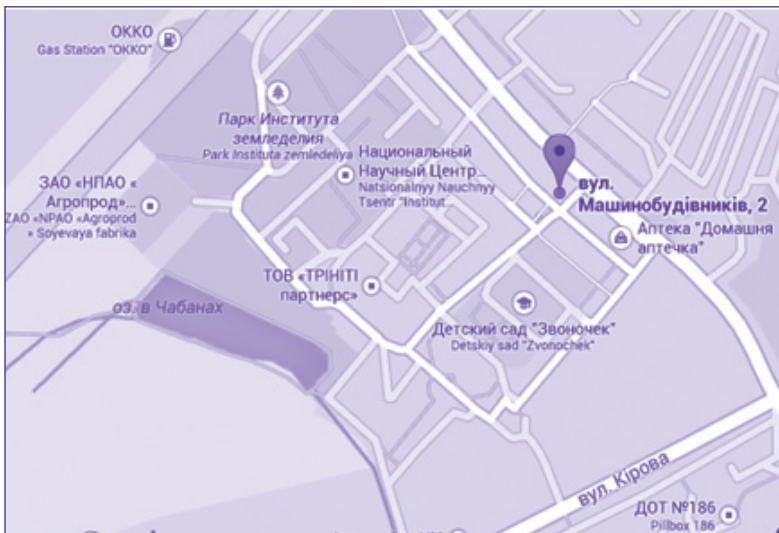 ОККО
Gas Station "OKKO"
Парк Института
земледелия
Park Instituta zemledeliya
Национальный
Научный Центр...
Natsionalnyy Nauchnyy
Tsentr "Institut...
ЗАО «НПАО «
Агропрод»...
ZAO «NPAO «Agroprod
» Soyevaya fabrika
вул.
Машинобудівників, 2
Аптека "Домашня
аптечка"
ТОВ «ТРІНІТІ
партнерс»
оз. в Чабанах
Детский сад "Звоночек"
Detskiy sad "Zvonochek"
вул. Кірова
ДОТ №186
Pillbox 186